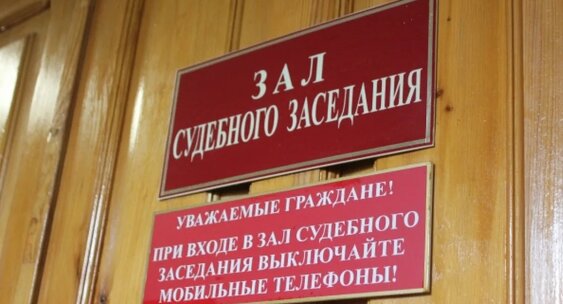 ЗАЛ
СУДЕБНОГО ЗАСЕДАНИЯ
УВАЖАЕМЫЕ ГРАЖДАНЕ!
ПРИ ВХОДЕ В ЗАЛ СУДЕБНОГО
ЗАСЕДАНИЯ ВЫКЛЮЧАЙТЕ
МОБИЛЬНЫЕ ТЕЛЕФОНЫ!